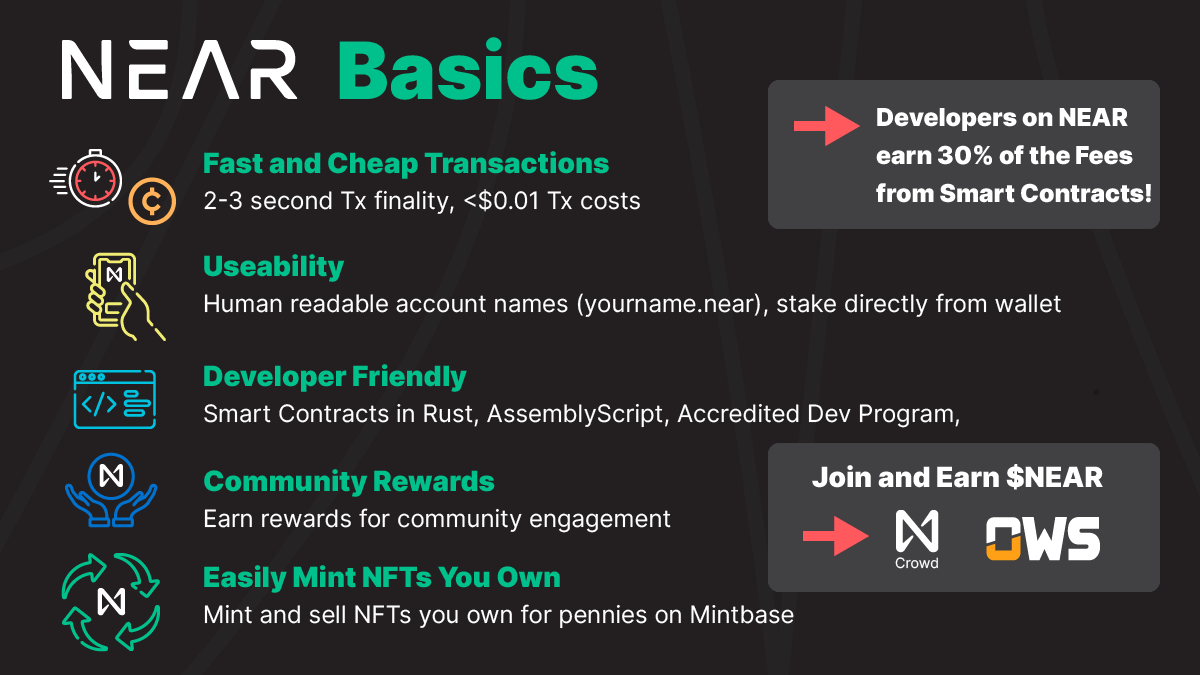 NEAR Basics
Fast and Cheap Transactions
2-3 second Tx finality, <$0.01 Tx costs
Developers on NEAR
earn 30% of the Fees
from Smart Contracts!
Useability
Human readable account names (yourname.near), stake directly from wallet
Developer Friendly
Smart Contracts in Rust, AssemblyScript, Accredited Dev Program,
Community Rewards
Earn rewards for community engagement
Join and Earn $NEAR
Crowd
OWS
Easily Mint NFTs You Own
Mint and sell NFTs you own for pennies on Mintbase